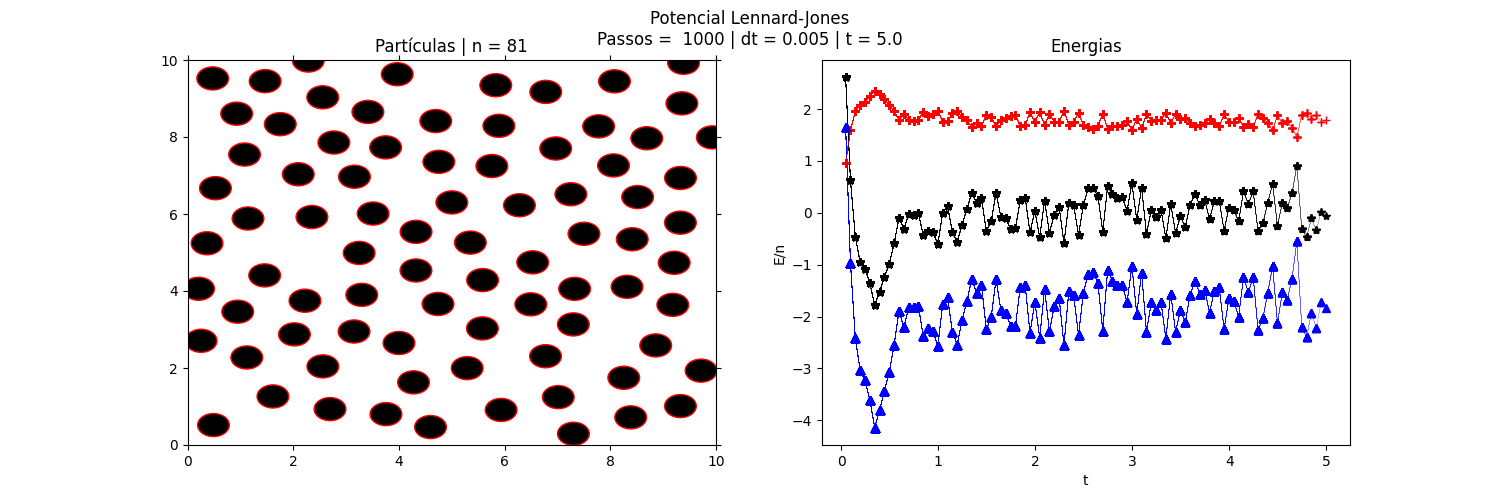 Potencial Lennard-Jones
Passos =  1000 | dt = 0.005 | t = 5.0
Partículas | n = 81
Energias
10
8
6
4
2
0
0 2 4 6 8 10
2
1
0
−1
−2
−3
−4
E/n
0 1 2 3 4 5
t